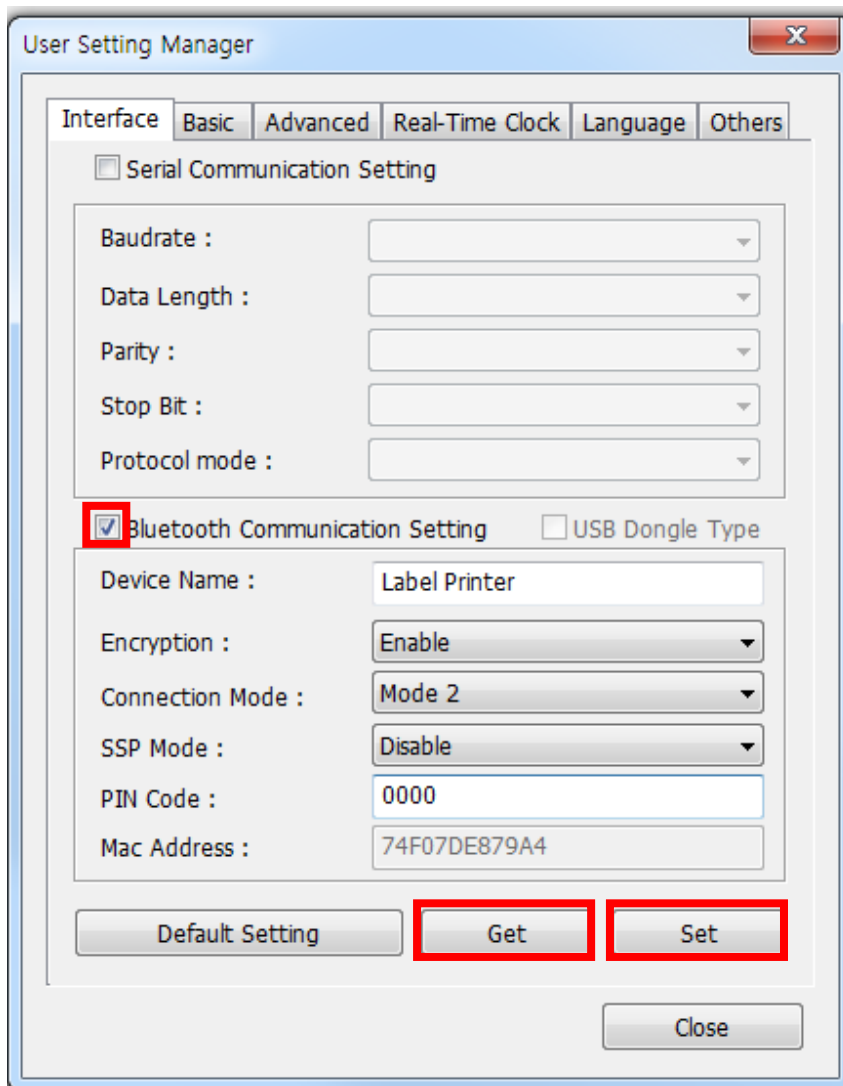 User Setting Manager
Interface Basic Advanced Real-Time Clock Language Others
Serial Communication Setting
Baudrate :
Data Length :
Parity :
Stop Bit :
Protocol mode :
Bluetooth Communication Setting USB Dongle Type
Device Name : Label Printer
Encryption : Enable
Connection Mode : Mode 2
SSP Mode : Disable
PIN Code : 0000
Mac Address : 74F07DE879A4
Default Setting Get Set
Close